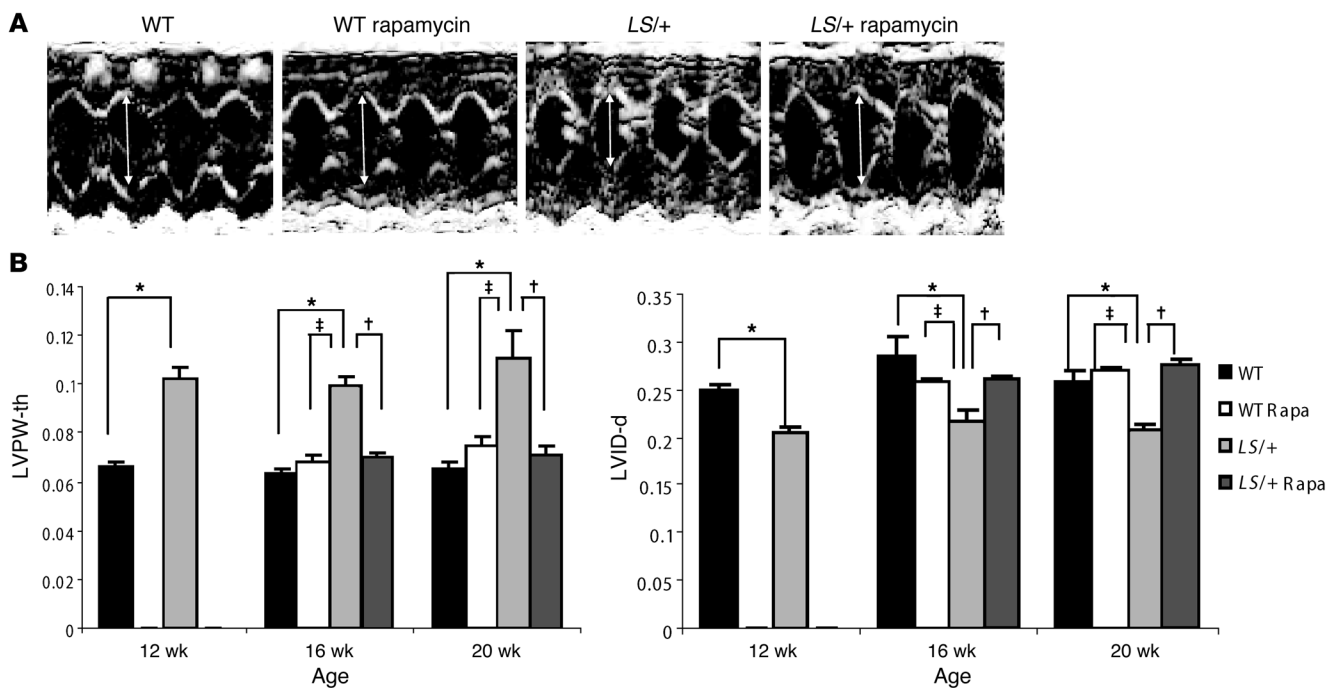 A
WT
WT rapamycin
LS/+
LS/+ rapamycin
B
LVPW-th
0.14
0.12
0.1
0.08
0.06
0.04
0.02
0
*
*
‡
†
*
‡
†
12 wk
16 wk
20 wk
Age
LVID-d
0.35
0.3
0.25
0.2
0.15
0.1
0.05
0
*
*
‡
†
*
‡
†
12 wk
16 wk
20 wk
Age
WT
WT Rapa
LS/+
LS/+ Rapa